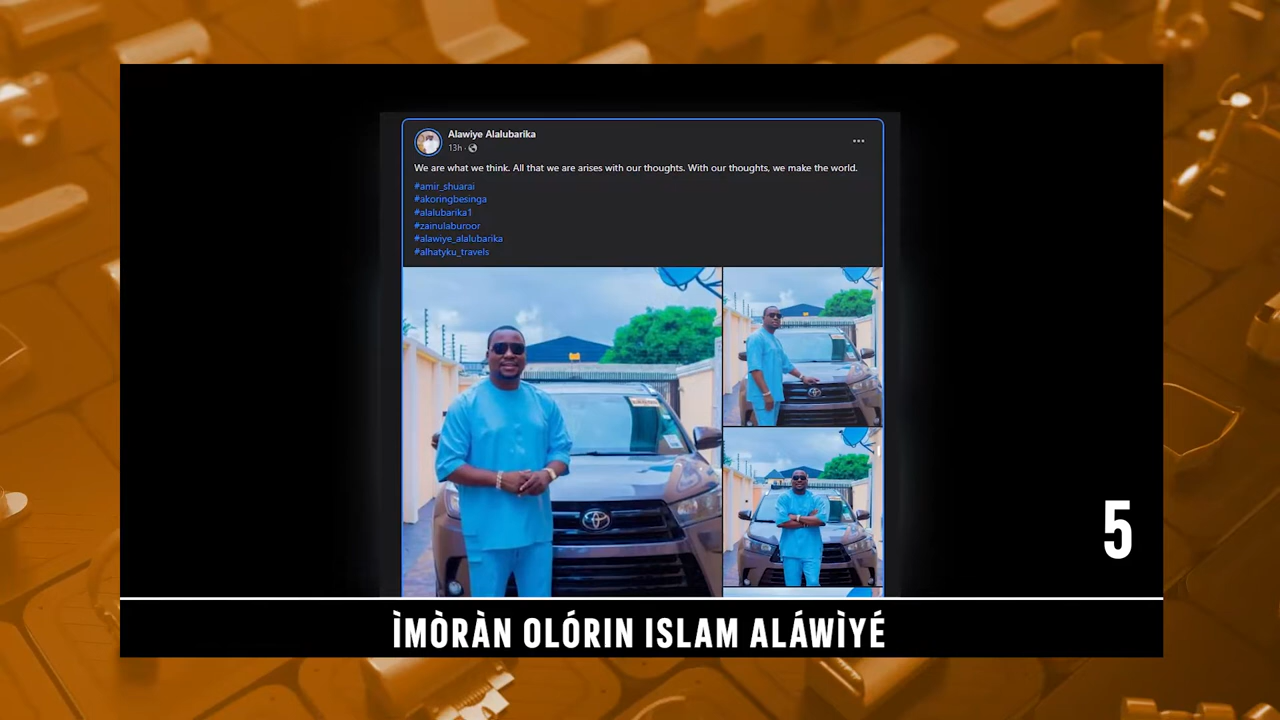 Alawiye Alalubarika
13h
We are what we think. All that we are arises with our thoughts. With our thoughts, we make the world.
#amir_shuarai
#akoringbesinga
#alalubarika1
#zainulaburoor
#alawiye_alalubarika
#alhatyku_travels
5
ÌMÒRÀN OLÓRIN ISLAM ALÁWÌYÉ